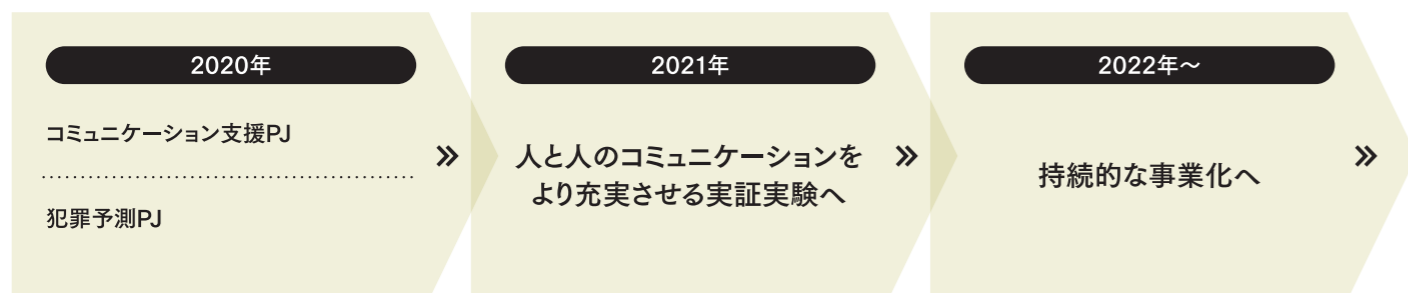 2020年
コミュニケーション支援PJ
犯罪予測PJ
2021年
人と人のコミュニケーションを
より充実させる実証実験へ
2022年〜
持続的な事業化へ